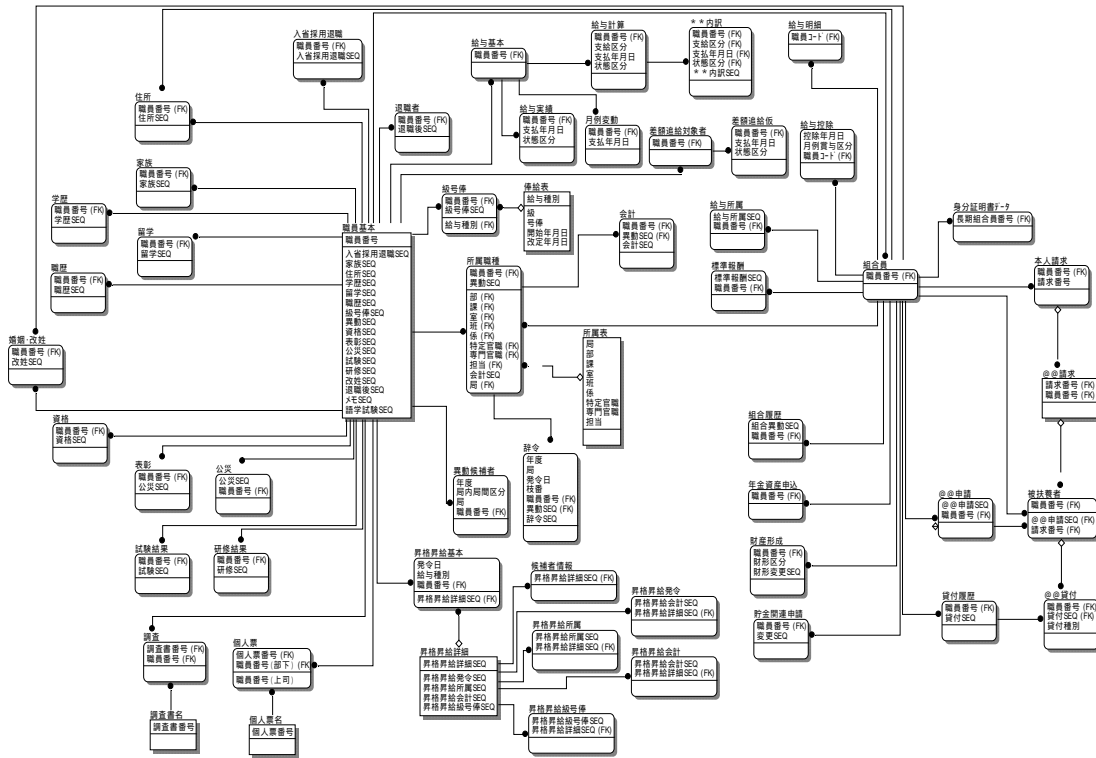 入省採用退職
職員番号 (FK)
入省採用退職SEQ
給与基本
職員番号 (FK)
給与計算
職員番号 (FK)
支給区分
支払年月日
状態区分
**内訳
職員番号 (FK)
支給区分 (FK)
支払年月日 (FK)
状態区分 (FK)
**内訳SEQ
給与明細
職員コード (FK)
住所
職員番号 (FK)
住所SEQ
退職者
職員番号 (FK)
退職後SEQ
給与実績
職員番号 (FK)
支払年月日
状態区分
月例変動
職員番号 (FK)
支払年月日
差額追給対象者
職員番号 (FK)
差額追給仮
職員番号 (FK)
支払年月日
状態区分
給与控除
控除年月日
月例賞与区分
職員コード (FK)
家族
職員番号 (FK)
家族SEQ
学歴
職員番号 (FK)
学歴SEQ
留学
職員番号 (FK)
留学SEQ
職歴
職員番号 (FK)
職歴SEQ
婚姻・改姓
職員番号 (FK)
改姓SEQ
職員基本
職員番号
入省採用退職SEQ
家族SEQ
住所SEQ
学歴SEQ
留学SEQ
職歴SEQ
級号俸SEQ
異動SEQ
資格SEQ
表彰SEQ
公災SEQ
試験SEQ
研修SEQ
改姓SEQ
退職後SEQ
メモSEQ
語学試験SEQ
級号俸
職員番号 (FK)
級号俸SEQ
給与種別 (FK)
俸給表
給与種別
級
号俸
開始年月日
改定年月日
会計
職員番号 (FK)
異動SEQ (FK)
会計SEQ
所属職種
職員番号 (FK)
異動SEQ
部 (FK)
課 (FK)
室 (FK)
班 (FK)
係 (FK)
特定官職 (FK)
専門官職 (FK)
担当 (FK)
会計SEQ
局 (FK)
所属表
局
部
課
室
班
係
特定官職
専門官職
担当
給与所属
給与所属SEQ
職員番号 (FK)
標準報酬
標準報酬SEQ
職員番号 (FK)
組合員
職員番号 (FK)
身分証明書データ
長期組合員番号 (FK)
本人請求
職員番号 (FK)
請求番号
@@請求
請求番号 (FK)
職員番号 (FK)
資格
職員番号 (FK)
資格SEQ
表彰
職員番号 (FK)
公災SEQ
公災
公災SEQ
職員番号 (FK)
異動候補者
年度
局内局間区分
局
職員番号 (FK)
辞令
年度
局
発令日
枝番
職員番号 (FK)
異動SEQ (FK)
辞令SEQ
組合履歴
組合異動SEQ
職員番号 (FK)
年金資産申込
職員番号 (FK)
@@申請
@@申請SEQ
職員番号 (FK)
被扶養者
職員番号 (FK)
@@申請SEQ (FK)
請求番号 (FK)
試験結果
職員番号 (FK)
試験SEQ
研修結果
職員番号 (FK)
研修SEQ
昇格昇給基本
発令日
給与種別
職員番号 (FK)
昇格昇給詳細SEQ (FK)
候補者情報
昇格昇給詳細SEQ (FK)
昇格昇給発令
昇格昇給会計SEQ
昇格昇給詳細SEQ (FK)
財産形成
職員番号 (FK)
財形区分
財形変更SEQ
貯金関連申請
職員番号 (FK)
変更SEQ
貸付履歴
職員番号 (FK)
貸付SEQ
@@貸付
職員番号 (FK)
貸付SEQ (FK)
貸付種別
調査
調査書番号 (FK)
職員番号 (FK)
個人票
個人票番号 (FK)
職員番号(部下) (FK)
職員番号(上司)
昇格昇給詳細
昇格昇給詳細SEQ
昇格昇給発令SEQ
昇格昇給所属SEQ
昇格昇給会計SEQ
昇格昇給級号俸SEQ
昇格昇給所属
昇格昇給所属SEQ
昇格昇給詳細SEQ (FK)
昇格昇給会計
昇格昇給会計SEQ
昇格昇給詳細SEQ (FK)
昇格昇給級号俸
昇格昇給級号俸SEQ
昇格昇給詳細SEQ (FK)
調査書名
調査書番号
個人票名
個人票番号